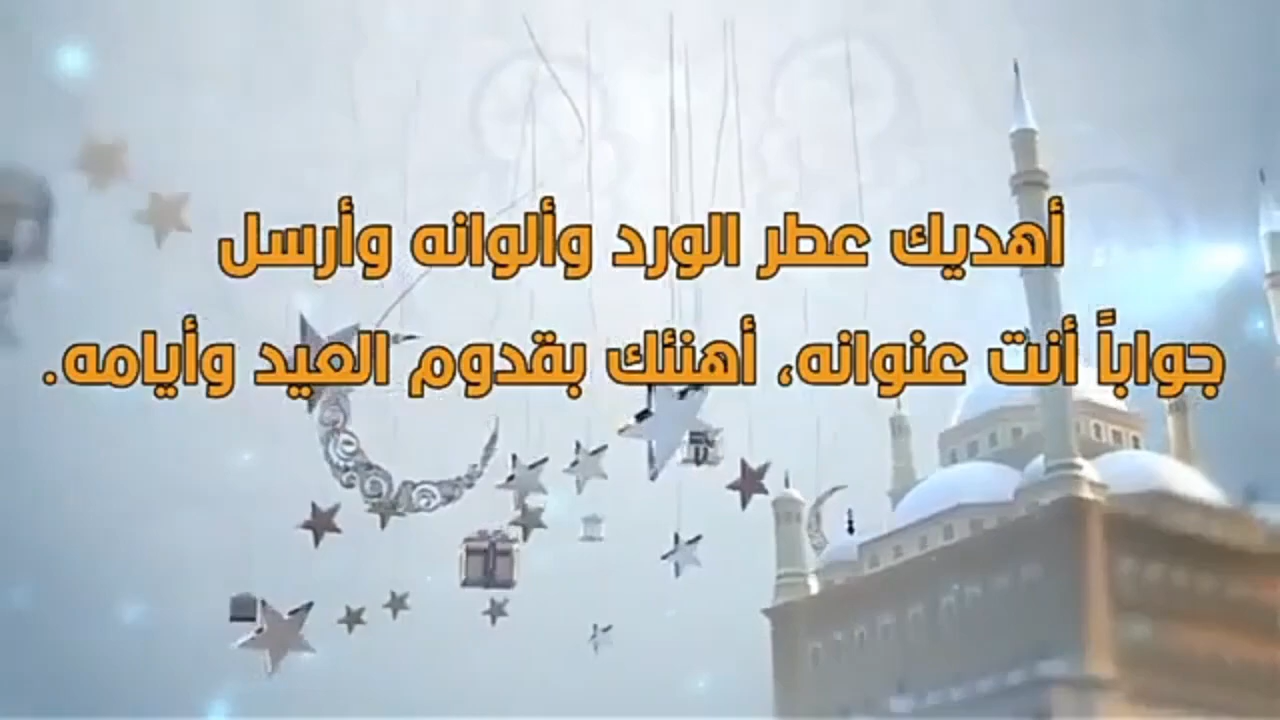 أهديك عطر الورد وألوانه وأرسل
جواباً أنت عنوانه، أهنئك بقدوم العيد وأيامه.